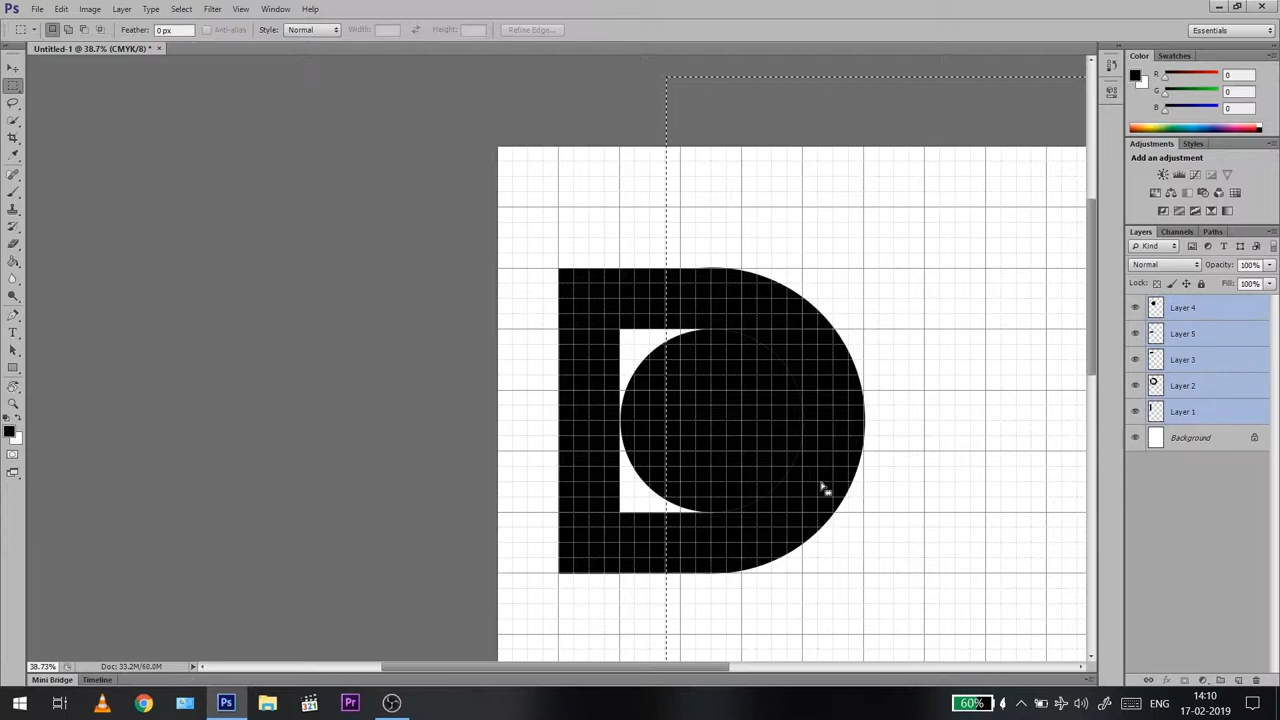 Ps File Edit Image Layer Type Select Filter View Window Help
Feather: 0 px Anti-alias Style: Normal Width: Height: Refine Edge... Essentials
Untitled-1 @ 38.7% (CMYK/8) * ×
Color Swatches
R 0
G 0
B 0
Adjustments Styles
Add an adjustment
Layers Channels Paths
Kind
Normal Opacity: 100%
Lock: Fill: 100%
Layer 4
Layer 5
Layer 3
Layer 2
Layer 1
Background
38.73% Doc: 33.2M/60.0M
Mini Bridge Timeline
Ps 321 Pr 60% ENG 14:10
17-02-2019